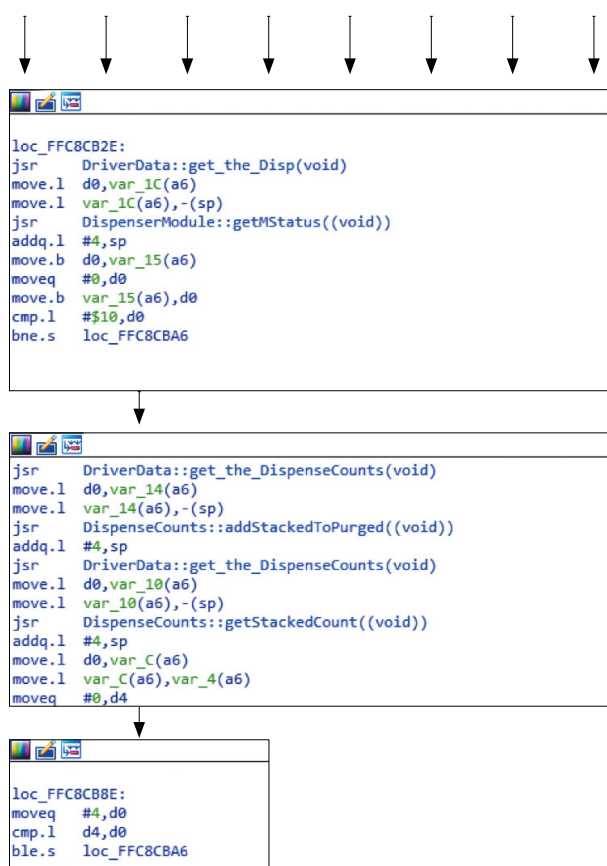 loc_FFC8CB2E:
jsr DriverData::get_the_Disp(void)
move.l d0,var_1C(a6)
move.l var_1C(a6),-(sp)
jsr DispenserModule::getMStatus((void))
addq.l #4,sp
move.b d0,var_15(a6)
moveq #0,d0
move.b var_15(a6),d0
cmp.l #$10,d0
bne.s loc_FFC8CBA6
jsr DriverData::get_the_DispenseCounts(void)
move.l d0,var_14(a6)
move.l var_14(a6),-(sp)
jsr DispenseCounts::addStackedToPurged((void))
addq.l #4,sp
jsr DriverData::get_the_DispenseCounts(void)
move.l d0,var_10(a6)
move.l var_10(a6),-(sp)
jsr DispenseCounts::getStackedCount((void))
addq.l #4,sp
move.l d0,var_C(a6)
move.l var_C(a6),var_4(a6)
moveq #0,d4
loc_FFC8CB8E:
moveq #4,d0
cmp.l d4,d0
ble.s loc_FFC8CBA6